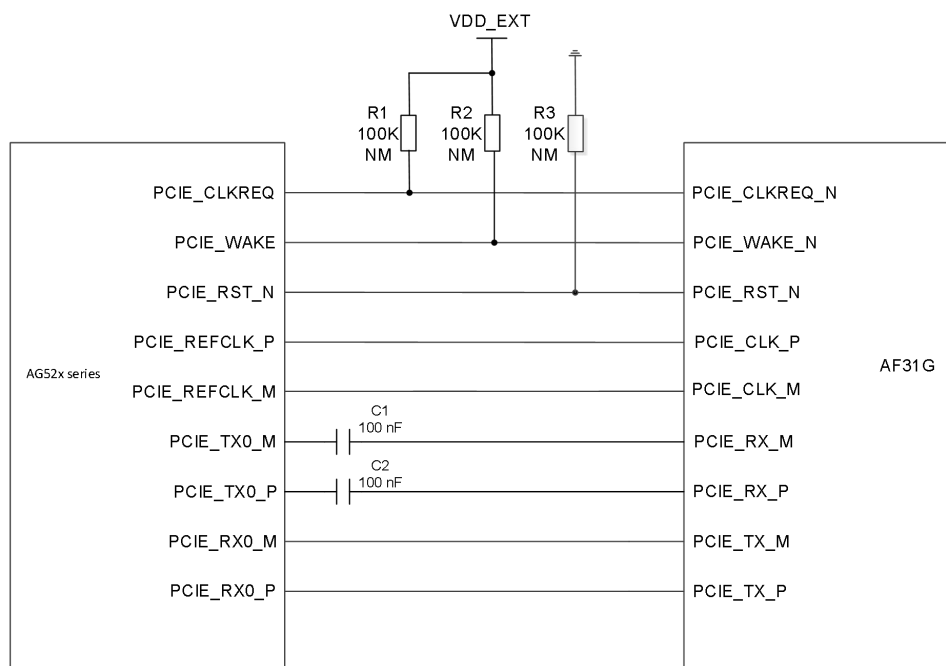 VDD_EXT
R1
100K
NM
R2
100K
NM
R3
100K
NM
PCIE_CLKREQ
PCIE_CLKREQ_N
PCIE_WAKE
PCIE_WAKE_N
PCIE_RST_N
PCIE_RST_N
PCIE_REFCLK_P
PCIE_CLK_P
AG52x series
AF31G
PCIE_REFCLK_M
PCIE_CLK_M
C1
100 nF
PCIE_TX0_M
PCIE_RX_M
C2
100 nF
PCIE_TX0_P
PCIE_RX_P
PCIE_RX0_M
PCIE_TX_M
PCIE_RX0_P
PCIE_TX_P